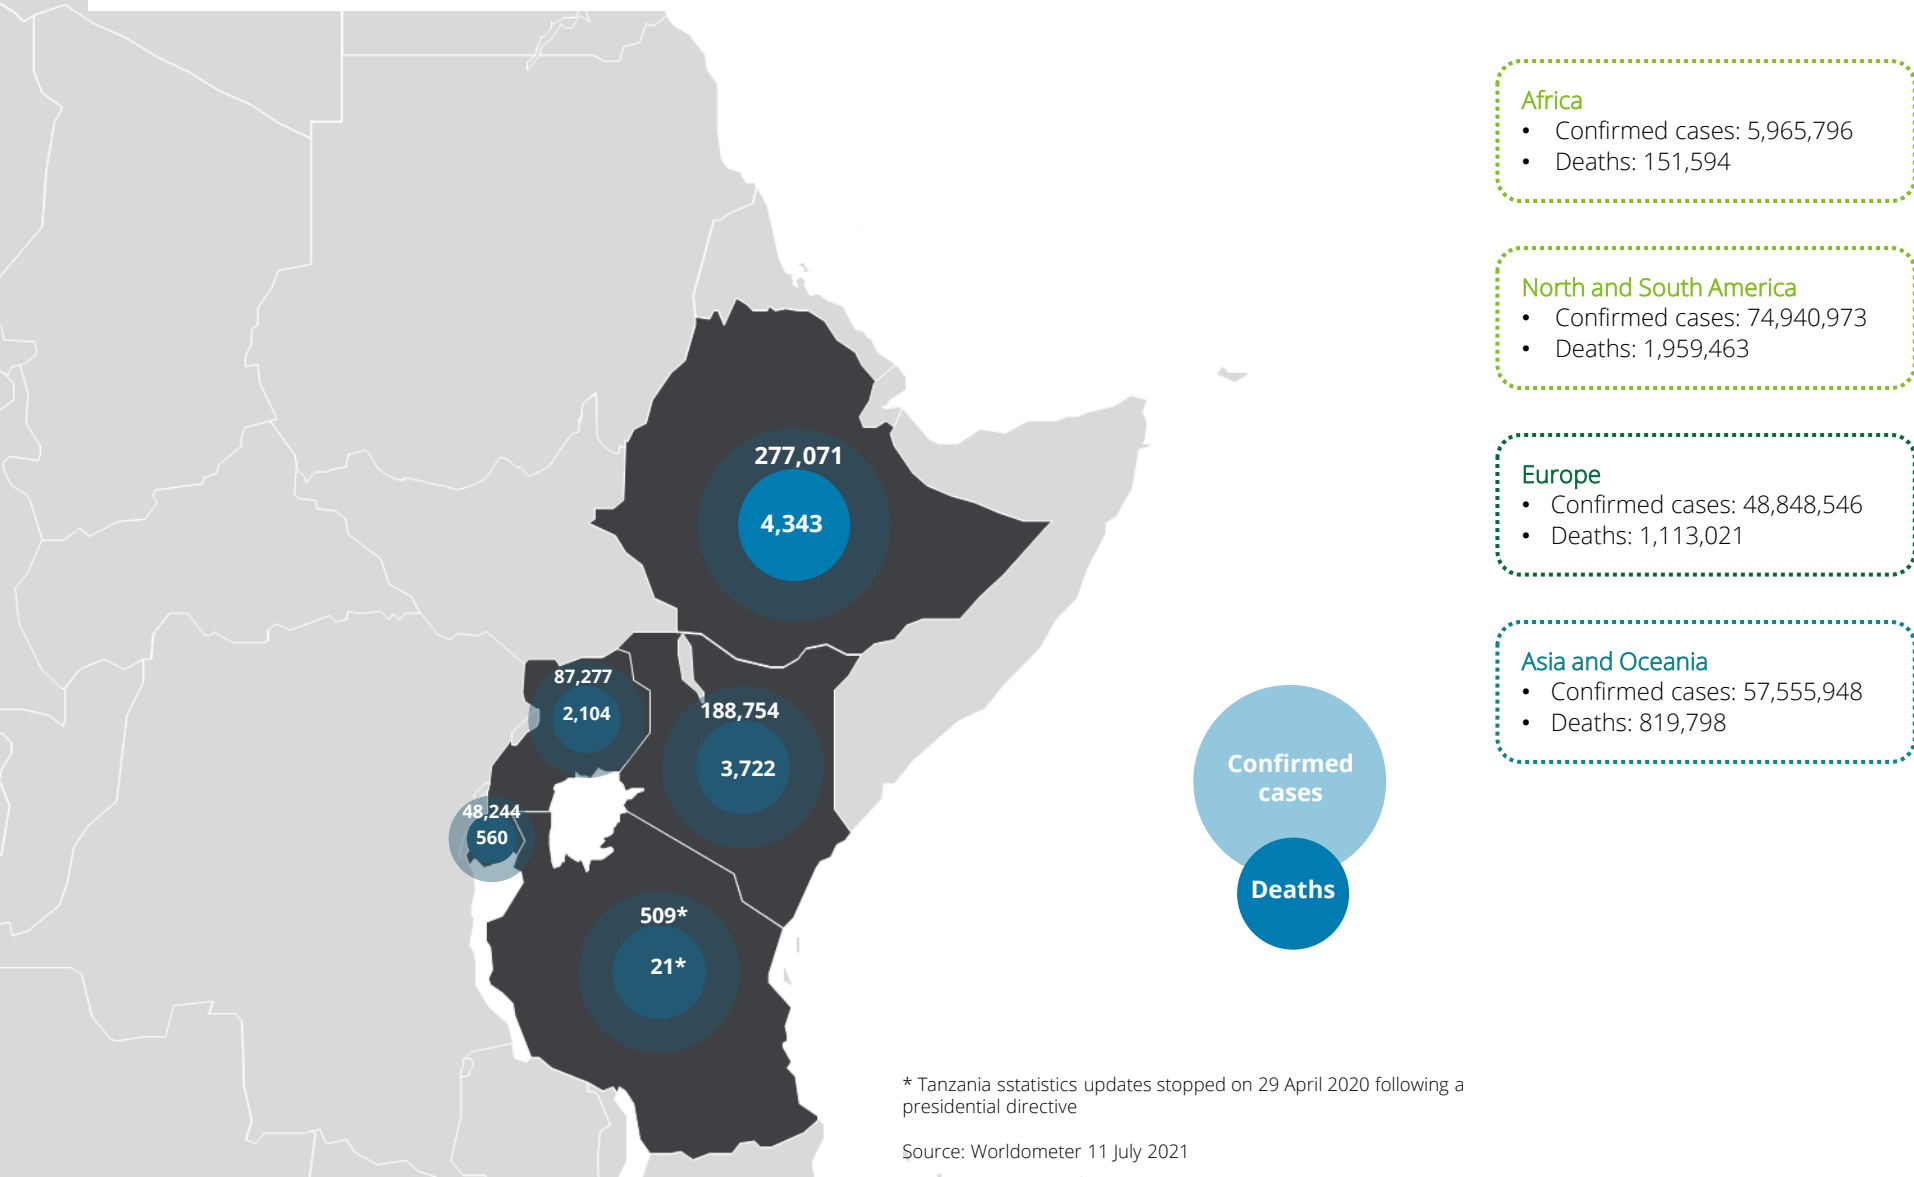 Africa
• Confirmed cases: 5,965,796
• Deaths: 151,594
North and South America
• Confirmed cases: 74,940,973
• Deaths: 1,959,463
Europe
• Confirmed cases: 48,848,546
• Deaths: 1,113,021
Asia and Oceania
• Confirmed cases: 57,555,948
• Deaths: 819,798
277,071
4,343
87,277
2,104
188,754
3,722
48,244
560
509*
21*
Confirmed
cases
Deaths
* Tanzania sstatistics updates stopped on 29 April 2020 following a
presidential directive
Source: Worldometer 11 July 2021